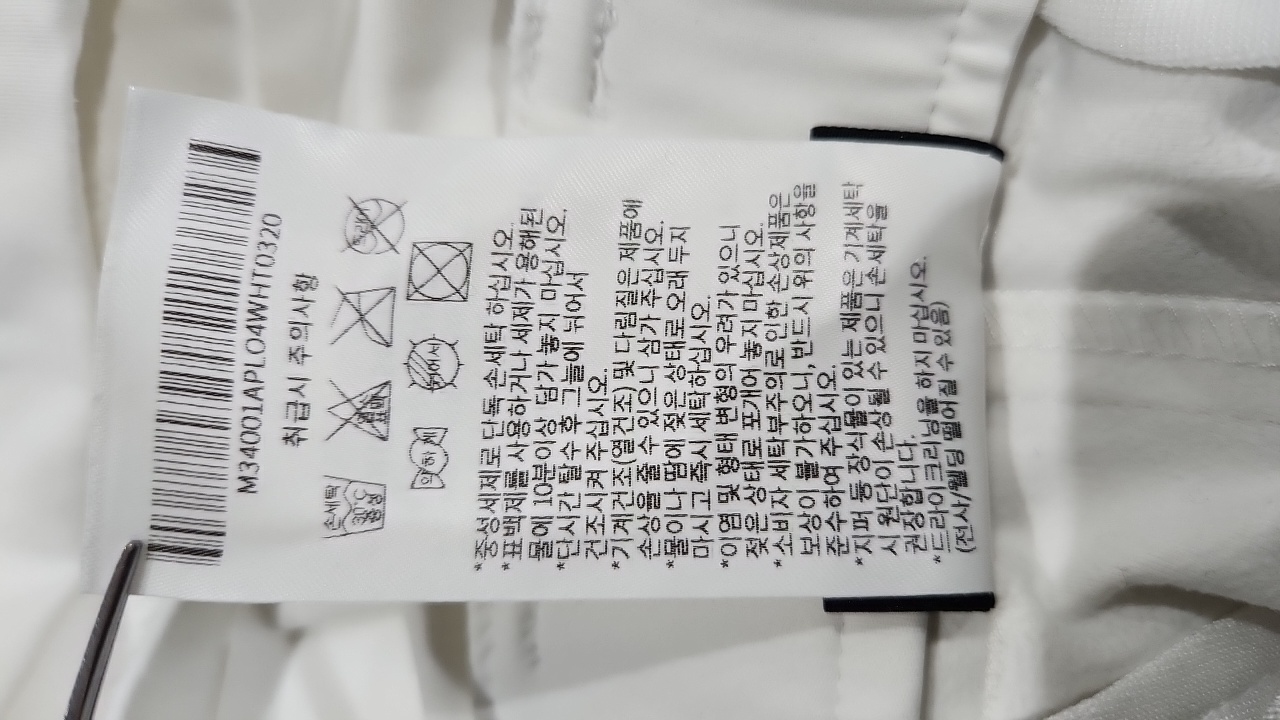 M34001APLO4WHT0320
취급시 주의사항
손세탁
30℃
중성
표백
드라이
약하게
뉘어서
*중성세제로 단독 손세탁 하십시오.
*표백제를 사용하거나 세제가 용해된
물에 10분이상 담가 놓지 마십시오.
*단시간 탈수후 그늘에 뉘어서
건조시켜 주십시오.
*기계건조(열건조) 및 다림질은 제품에
손상을 줄 수 있으니 삼가 주십시오.
*물이나 땀에 젖은 상태로 오래 두지
마시고 즉시 세탁하십시오.
*이염 및 형태 변형의 우려가 있으니
젖은 상태로 포개어 놓지 마십시오.
*소비자 세탁부주의로 인한 손상제품은
보상이 불가하오니, 반드시 위의 사항을
준수하여 주십시오.
*지퍼 등 장식물이 있는 제품은 기계세탁
시 원단이 손상될 수 있으니 손세탁을
권장합니다.
*드라이크리닝을 하지 마십시오.
(전사/웰딩 떨어질 수 있음)